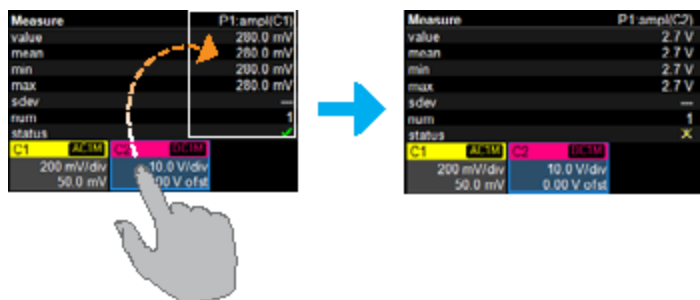 Measure P1:ampl(C1)
value 280.0 mV
mean 280.0 mV
min 280.0 mV
max 280.0 mV
sdev ---
num 1
status
C1 AC1M C2 DC1M
200 mV/div 10.0 V/div
50.0 mV 00 V ofst
Measure P1:ampl(C2)
value 2.7 V
mean 2.7 V
min 2.7 V
max 2.7 V
sdev ---
num 1
status
C1 AC1M C2 DC1M
200 mV/div 10.0 V/div
50.0 mV 0.00 V ofst